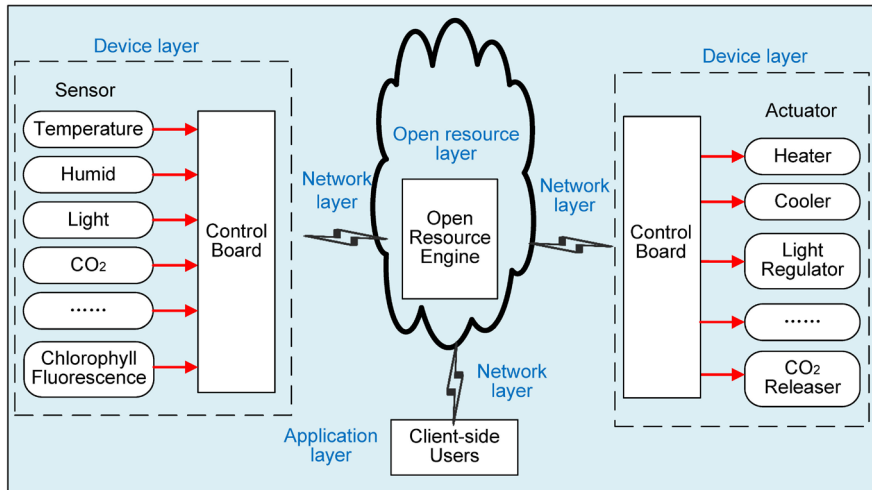 Device layer
Sensor
Temperature
Humid
Light
CO₂
......
Chlorophyll
Fluorescence
Control
Board
Network
layer
Open resource
layer
Open
Resource
Engine
Network
layer
Network
layer
Application
layer
Client-side
Users
Device layer
Actuator
Control
Board
Heater
Cooler
Light
Regulator
......
CO₂
Releaser